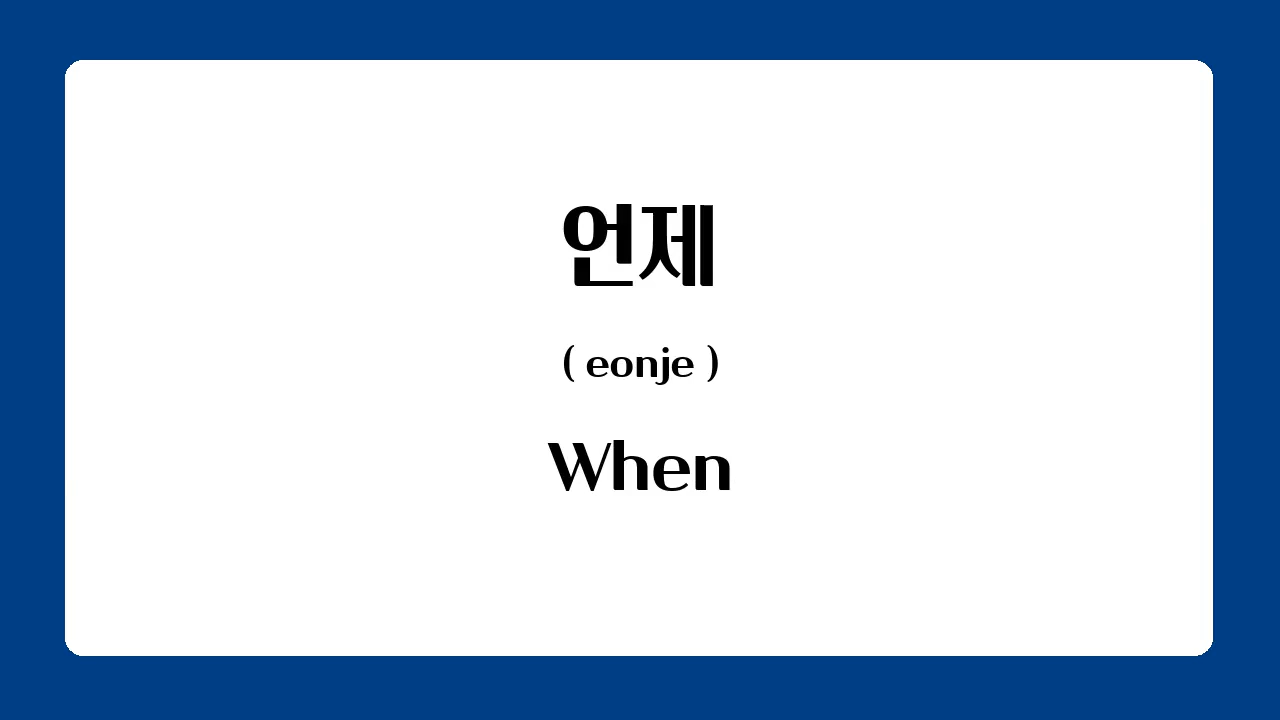 언제
( eonje )
When